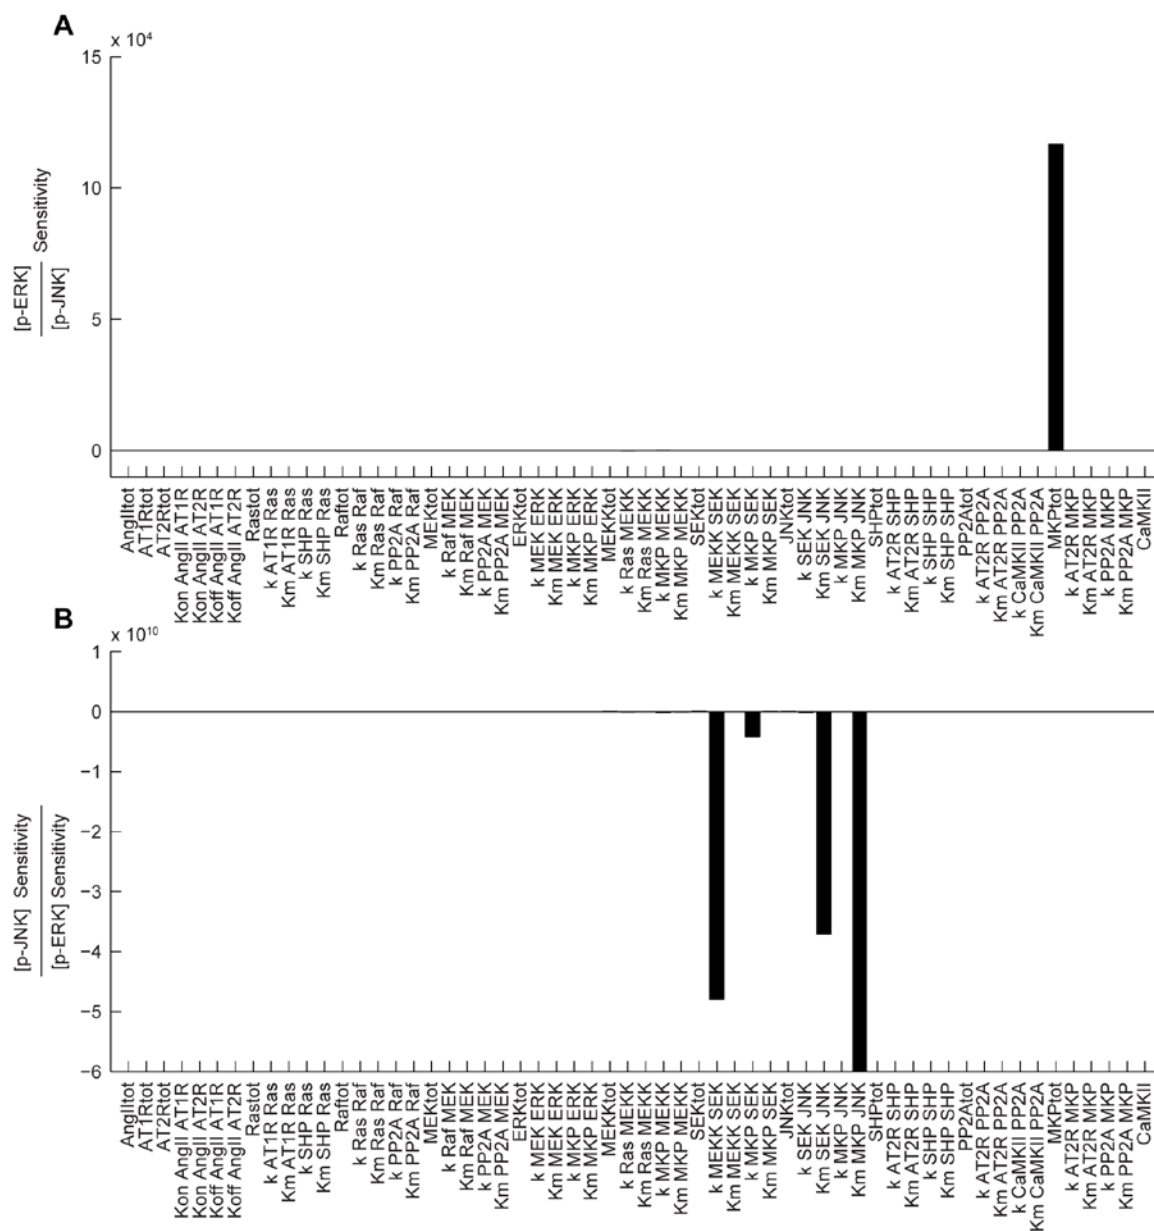 A
x 10⁴
15
10
5
0
[p-ERK] Sensitivity
[p-JNK]
AngIItot
AT1Rtot
AT2Rtot
Kon AngII AT1R
Kon AngII AT2R
Koff AngII AT1R
Koff AngII AT2R
Rastot
k AT1R Ras
Km AT1R Ras
k SHP Ras
Km SHP Ras
Raftot
k Ras Raf
Km Ras Raf
k PP2A Raf
Km PP2A Raf
MEKtot
k Raf MEK
Km Raf MEK
k PP2A MEK
Km PP2A MEK
ERKtot
k MEK ERK
Km MEK ERK
k MKP ERK
Km MKP ERK
MEKKtot
k Ras MEKK
Km Ras MEKK
k MKP MEKK
Km MKP MEKK
SEKtot
k MEKK SEK
Km MEKK SEK
k MKP SEK
Km MKP SEK
JNKtot
k SEK JNK
Km SEK JNK
k MKP JNK
Km MKP JNK
SHPtot
k AT2R SHP
Km AT2R SHP
k SHP SHP
Km SHP SHP
PP2Atot
k AT2R PP2A
Km AT2R PP2A
k CaMKII PP2A
Km CaMKII PP2A
MKPtot
k AT2R MKP
Km AT2R MKP
k PP2A MKP
Km PP2A MKP
CaMKII
B
x 10¹⁰
1
0
−1
−2
−3
−4
−5
−6
[p-JNK] Sensitivity
[p-ERK] Sensitivity
AngIItot
AT1Rtot
AT2Rtot
Kon AngII AT1R
Kon AngII AT2R
Koff AngII AT1R
Koff AngII AT2R
Rastot
k AT1R Ras
Km AT1R Ras
k SHP Ras
Km SHP Ras
Raftot
k Ras Raf
Km Ras Raf
k PP2A Raf
Km PP2A Raf
MEKtot
k Raf MEK
Km Raf MEK
k PP2A MEK
Km PP2A MEK
ERKtot
k MEK ERK
Km MEK ERK
k MKP ERK
Km MKP ERK
MEKKtot
k Ras MEKK
Km Ras MEKK
k MKP MEKK
Km MKP MEKK
SEKtot
k MEKK SEK
Km MEKK SEK
k MKP SEK
Km MKP SEK
JNKtot
k SEK JNK
Km SEK JNK
k MKP JNK
Km MKP JNK
SHPtot
k AT2R SHP
Km AT2R SHP
k SHP SHP
Km SHP SHP
PP2Atot
k AT2R PP2A
Km AT2R PP2A
k CaMKII PP2A
Km CaMKII PP2A
MKPtot
k AT2R MKP
Km AT2R MKP
k PP2A MKP
Km PP2A MKP
CaMKII